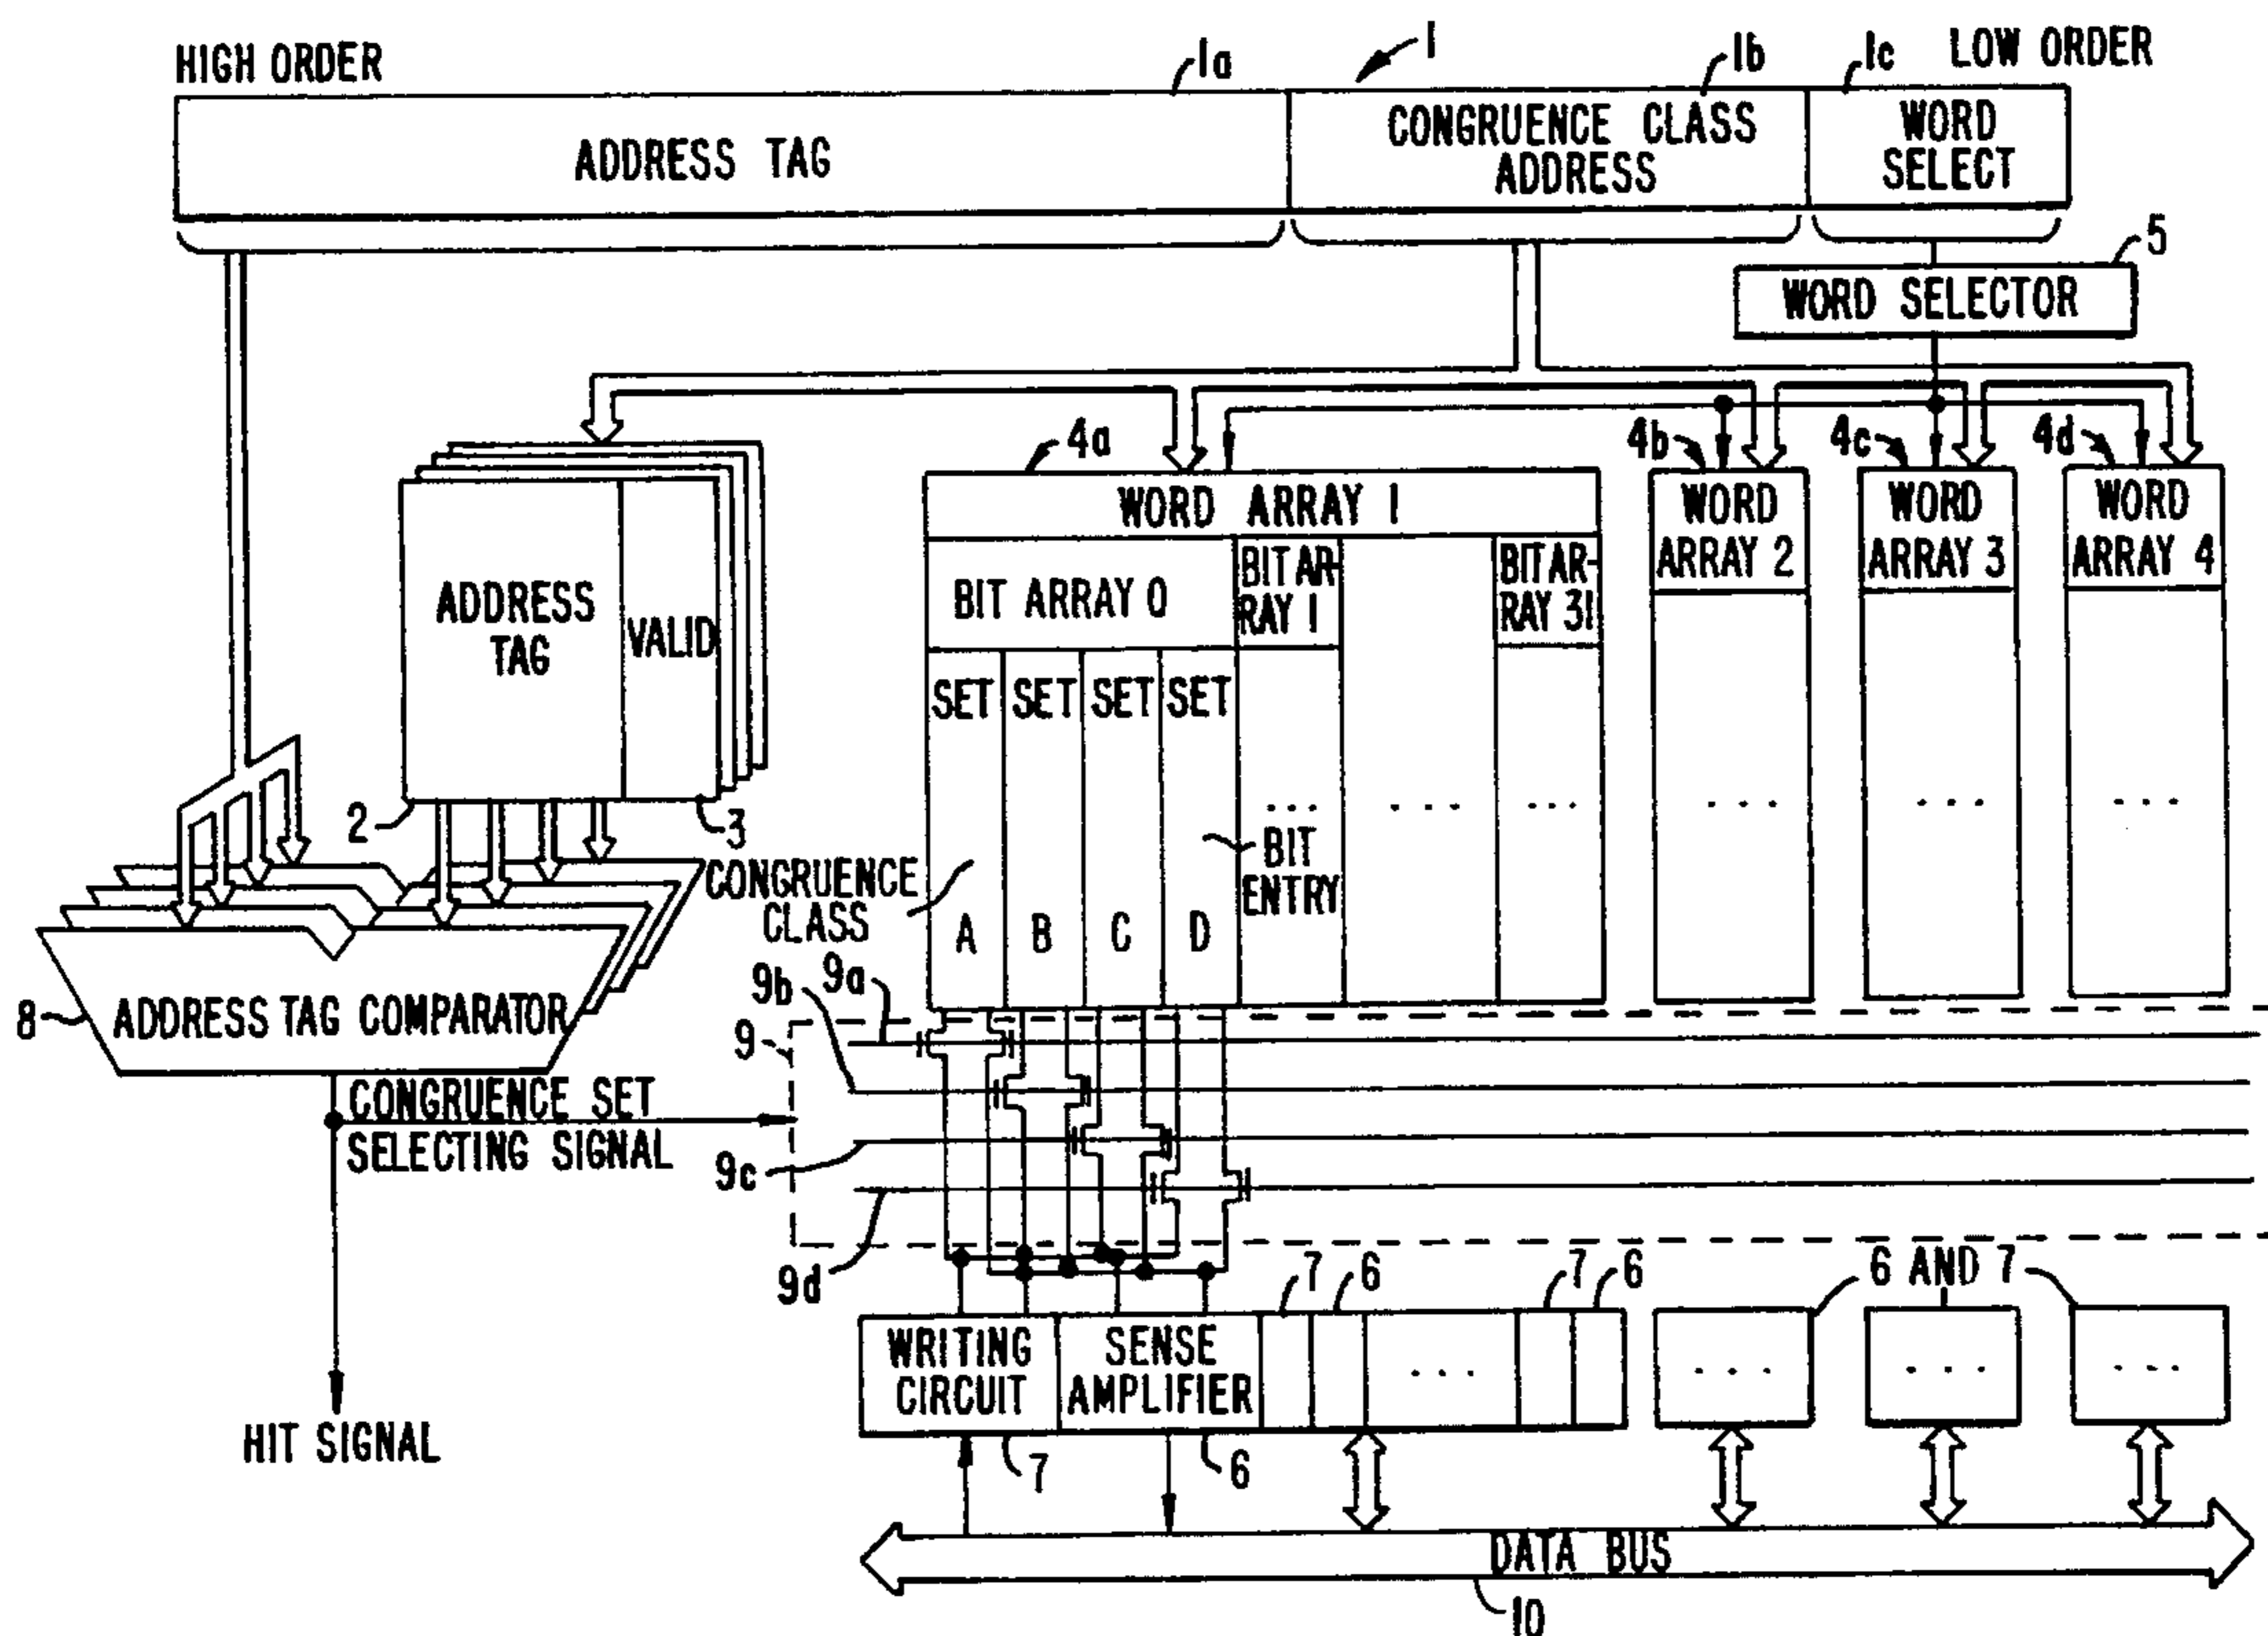 HIGH ORDER
1a
1
1b
1c
LOW ORDER
ADDRESS TAG
CONGRUENCE CLASS
ADDRESS
WORD
SELECT
5
WORD SELECTOR
4a
4b
4c
4d
WORD ARRAY 1
WORD
ARRAY 2
WORD
ARRAY 3
WORD
ARRAY 4
ADDRESS
TAG
VALID
BIT ARRAY 0
BIT AR-
RAY 1
BIT AR-
RAY 31
SET
SET
SET
SET
...
...
...
...
...
...
2
3
CONGRUENCE
CLASS
BIT
ENTRY
A
B
C
D
8
ADDRESS TAG COMPARATOR
9b
9a
9
CONGRUENCE SET
SELECTING SIGNAL
9c
9d
7
6
7
6
6 AND 7
WRITING
CIRCUIT
SENSE
AMPLIFIER
...
...
...
...
HIT SIGNAL
7
6
DATA BUS
10